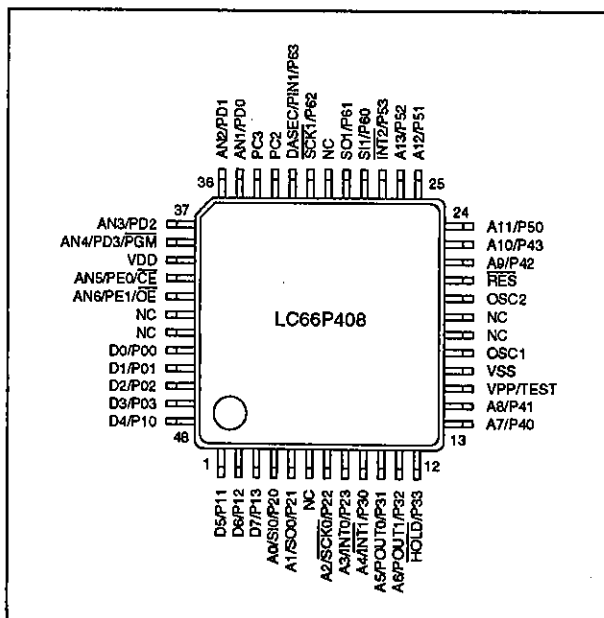 AN2/PD1
AN1/PD0
PC3
PC2
DASEC/PIN1/P63
SCK1/P62
NC
SO1/P61
SI1/P60
INT2/P53
A13/P52
A12/P51
36
25
37
24
AN3/PD2
AN4/PD3/PGM
VDD
AN5/PE0/CE
AN6/PE1/OE
NC
NC
D0/P00
D1/P01
D2/P02
D3/P03
D4/P10
LC66P408
A11/P50
A10/P43
A9/P42
RES
OSC2
NC
NC
OSC1
VSS
VPP/TEST
A8/P41
A7/P40
48
13
1
12
D5/P11
D6/P12
D7/P13
A0/SI0/P20
A1/SO0/P21
NC
A2/SCK0/P22
A3/INT0/P23
A4/INT1/P30
A5/POUT0/P31
A6/POUT1/P32
HOLD/P33